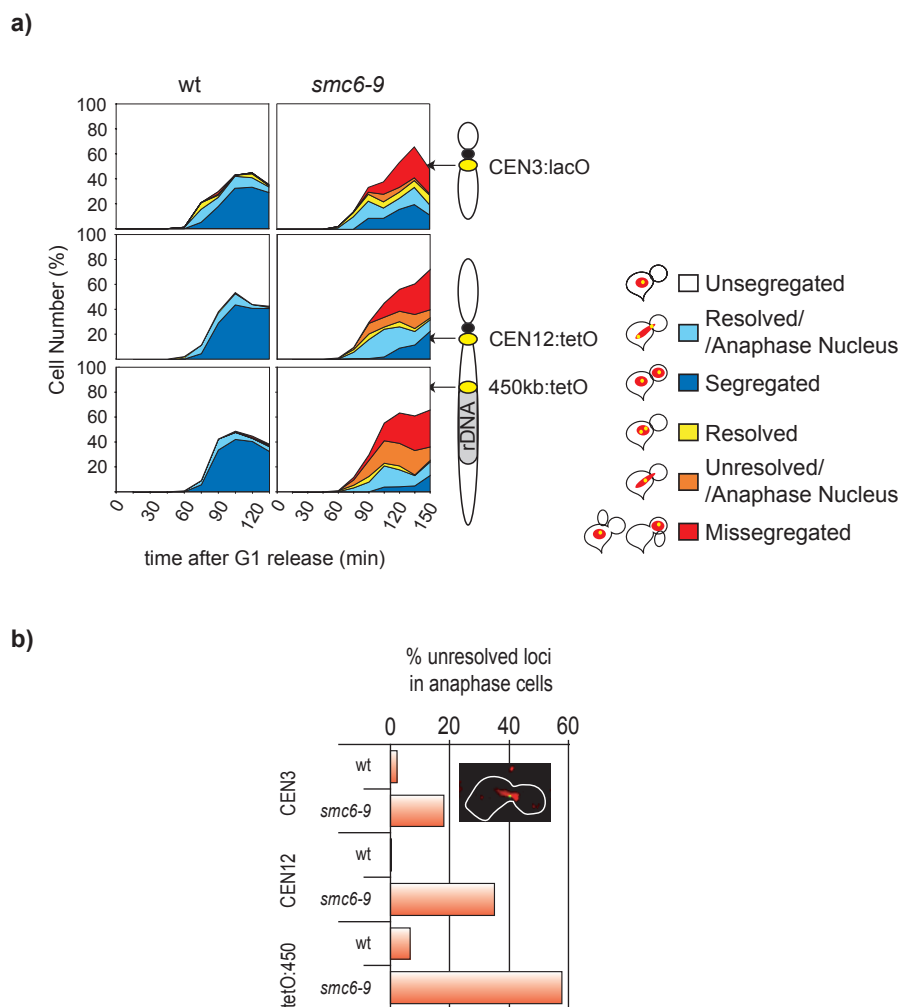 a)
wt
smc6-9
100
80
60
40
20
100
80
60
40
20
100
80
60
40
20
Cell Number (%)
0
30
60
90
120
0
30
60
90
120
150
time after G1 release (min)
CEN3:lacO
CEN12:tetO
450kb:tetO
rDNA
Unsegregated
Resolved/
/Anaphase Nucleus
Segregated
Resolved
Unresolved/
/Anaphase Nucleus
Missegregated
b)
% unresolved loci
in anaphase cells
0 20 40 60
CEN3
wt
smc6-9
CEN12
wt
smc6-9
tetO:450
wt
smc6-9